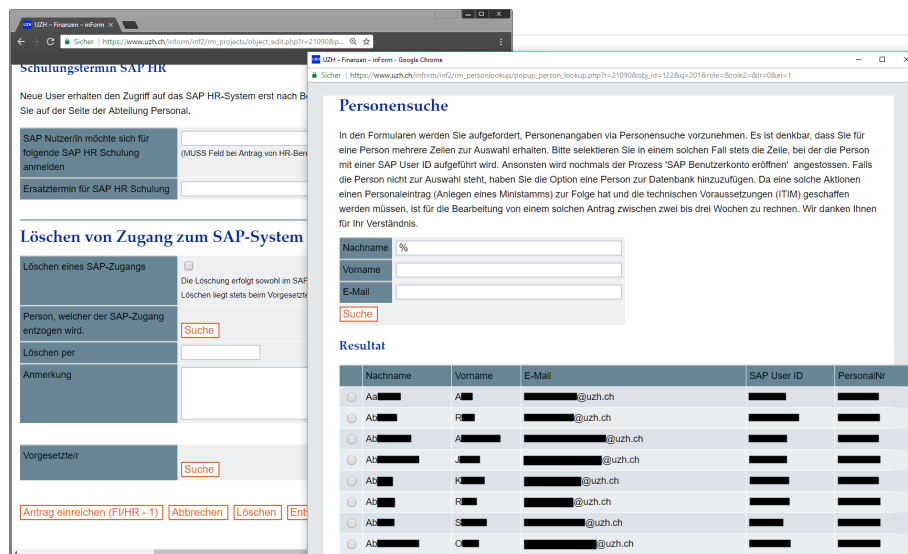 UZH – Finanzen – inForm
Sicher | https://www.uzh.ch/inform/inf2/rm_projects/object_edit.php?r=21090&p...
Schulungstermin SAP HR
Neue User erhalten den Zugriff auf das SAP HR-System erst nach B
Sie auf der Seite der Abteilung Personal.
SAP Nutzer/in möchte sich für
folgende SAP HR Schulung
anmelden
(MUSS Feld bei Antrag von HR-Ber
Ersatztermin für SAP HR Schulung
Löschen von Zugang zum SAP-System
Löschen eines SAP-Zugangs
Die Löschung erfolgt sowohl im SAP
Löschen liegt stets beim Vorgesetzte
Person, welcher der SAP-Zugang
entzogen wird.
Suche
Löschen per
Anmerkung
Vorgesetzte/r
Suche
Antrag einreichen (FI/HR - 1) Abbrechen Löschen Ent
UZH – Finanzen – inForm - Google Chrome
Sicher | https://www.uzh.ch/inform/inf2/rm_personlookup/popup_person_lookup.php?r=21090&obj_id=122&q=201&role=&role2=&lr=0&ei=1
Personensuche
In den Formularen werden Sie aufgefordert, Personenangaben via Personensuche vorzunehmen. Es ist denkbar, dass Sie für
eine Person mehrere Zeilen zur Auswahl erhalten. Bitte selektieren Sie in einem solchen Fall stets die Zeile, bei der die Person
mit einer SAP User ID aufgeführt wird. Ansonsten wird nochmals der Prozess 'SAP Benutzerkonto eröffnen' angestossen. Falls
die Person nicht zur Auswahl steht, haben Sie die Option eine Person zur Datenbank hinzuzufügen. Da eine solche Aktionen
einen Personaleintrag (Anlegen eines Ministamms) zur Folge hat und die technischen Voraussetzungen (ITIM) geschaffen
werden müssen, ist für die Bearbeitung von einem solchen Antrag zwischen zwei bis drei Wochen zu rechnen. Wir danken Ihnen
für Ihr Verständnis.
Nachname %
Vorname
E-Mail
Suche
Resultat
Nachname Vorname E-Mail SAP User ID PersonalNr
Aa A @uzh.ch
Ab R @uzh.ch
Ab A @uzh.ch
Ab J @uzh.ch
Ab K @uzh.ch
Ab R @uzh.ch
Ab S @uzh.ch
Ab O @uzh.ch